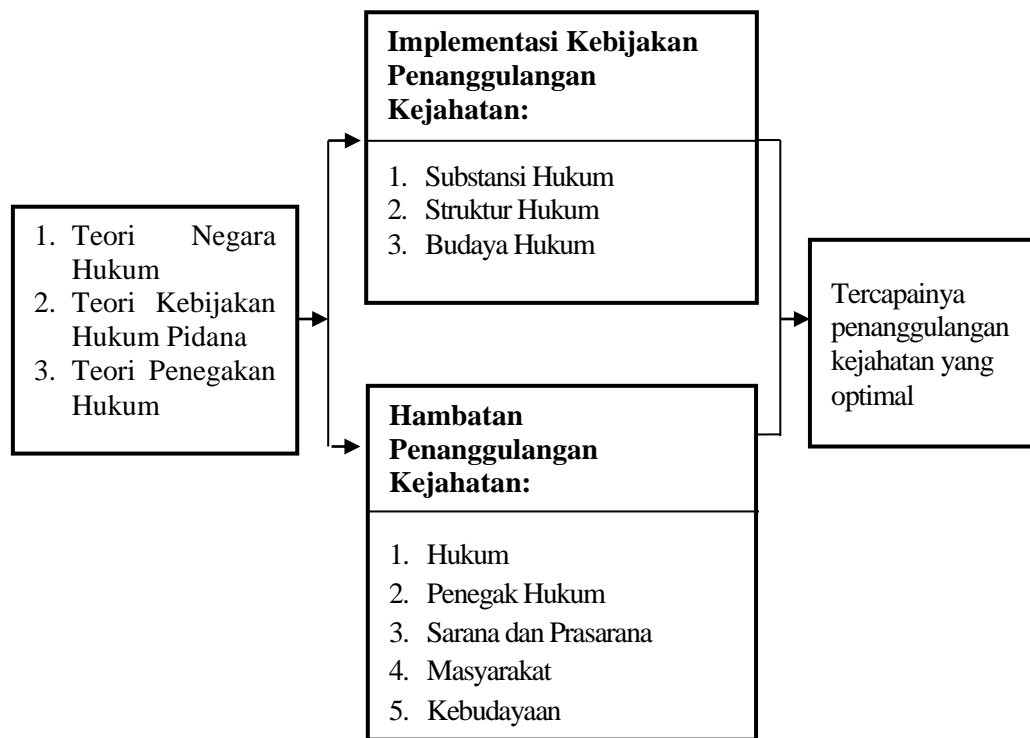 1. Teori Negara
Hukum
2. Teori Kebijakan
Hukum Pidana
3. Teori Penegakan
Hukum
Implementasi Kebijakan
Penanggulangan
Kejahatan:
1. Substansi Hukum
2. Struktur Hukum
3. Budaya Hukum
Hambatan
Penanggulangan
Kejahatan:
1. Hukum
2. Penegak Hukum
3. Sarana dan Prasarana
4. Masyarakat
5. Kebudayaan
Tercapainya
penanggulangan
kejahatan yang
optimal